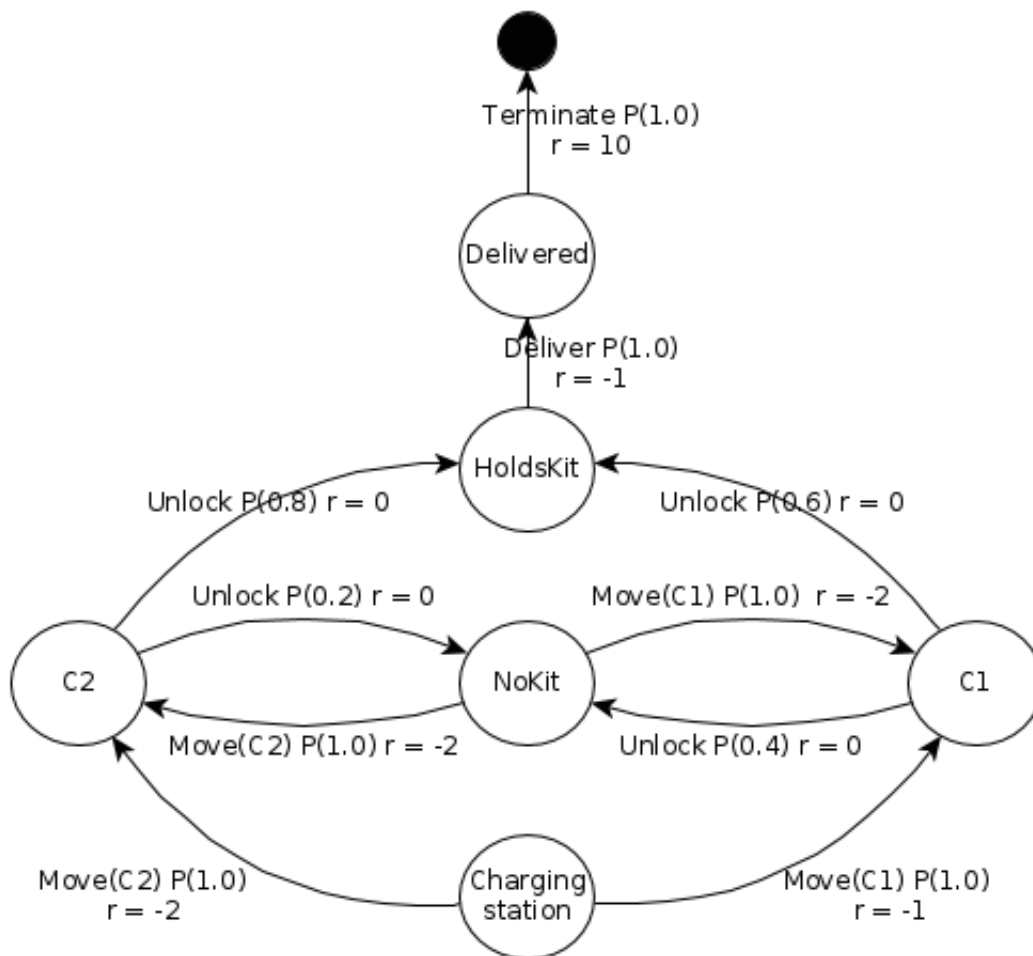 Terminate P(1.0)
r = 10
Delivered
Deliver P(1.0)
r = -1
HoldsKit
Unlock P(0.8) r = 0
Unlock P(0.6) r = 0
Unlock P(0.2) r = 0
Move(C1) P(1.0) r = -2
C2
NoKit
C1
Move(C2) P(1.0) r = -2
Unlock P(0.4) r = 0
Move(C2) P(1.0)
r = -2
Charging
station
Move(C1) P(1.0)
r = -1